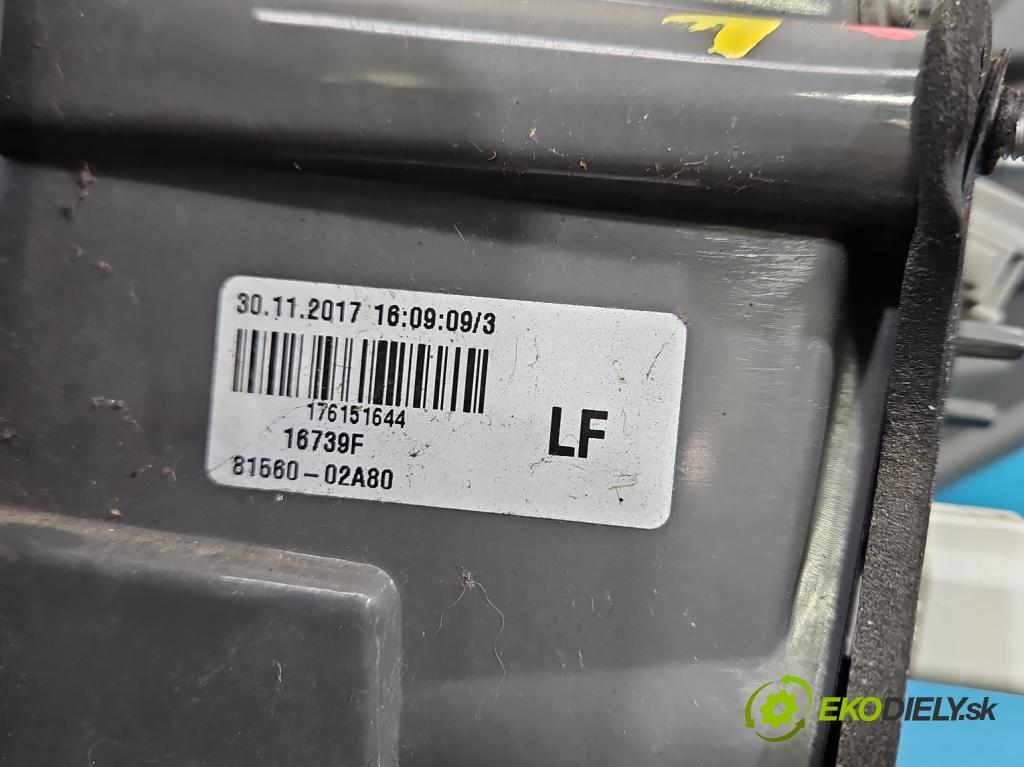 30.11.2017 16:09:09/3
176151644
16739F
81560-02A80
LF
EKODIELY.sk